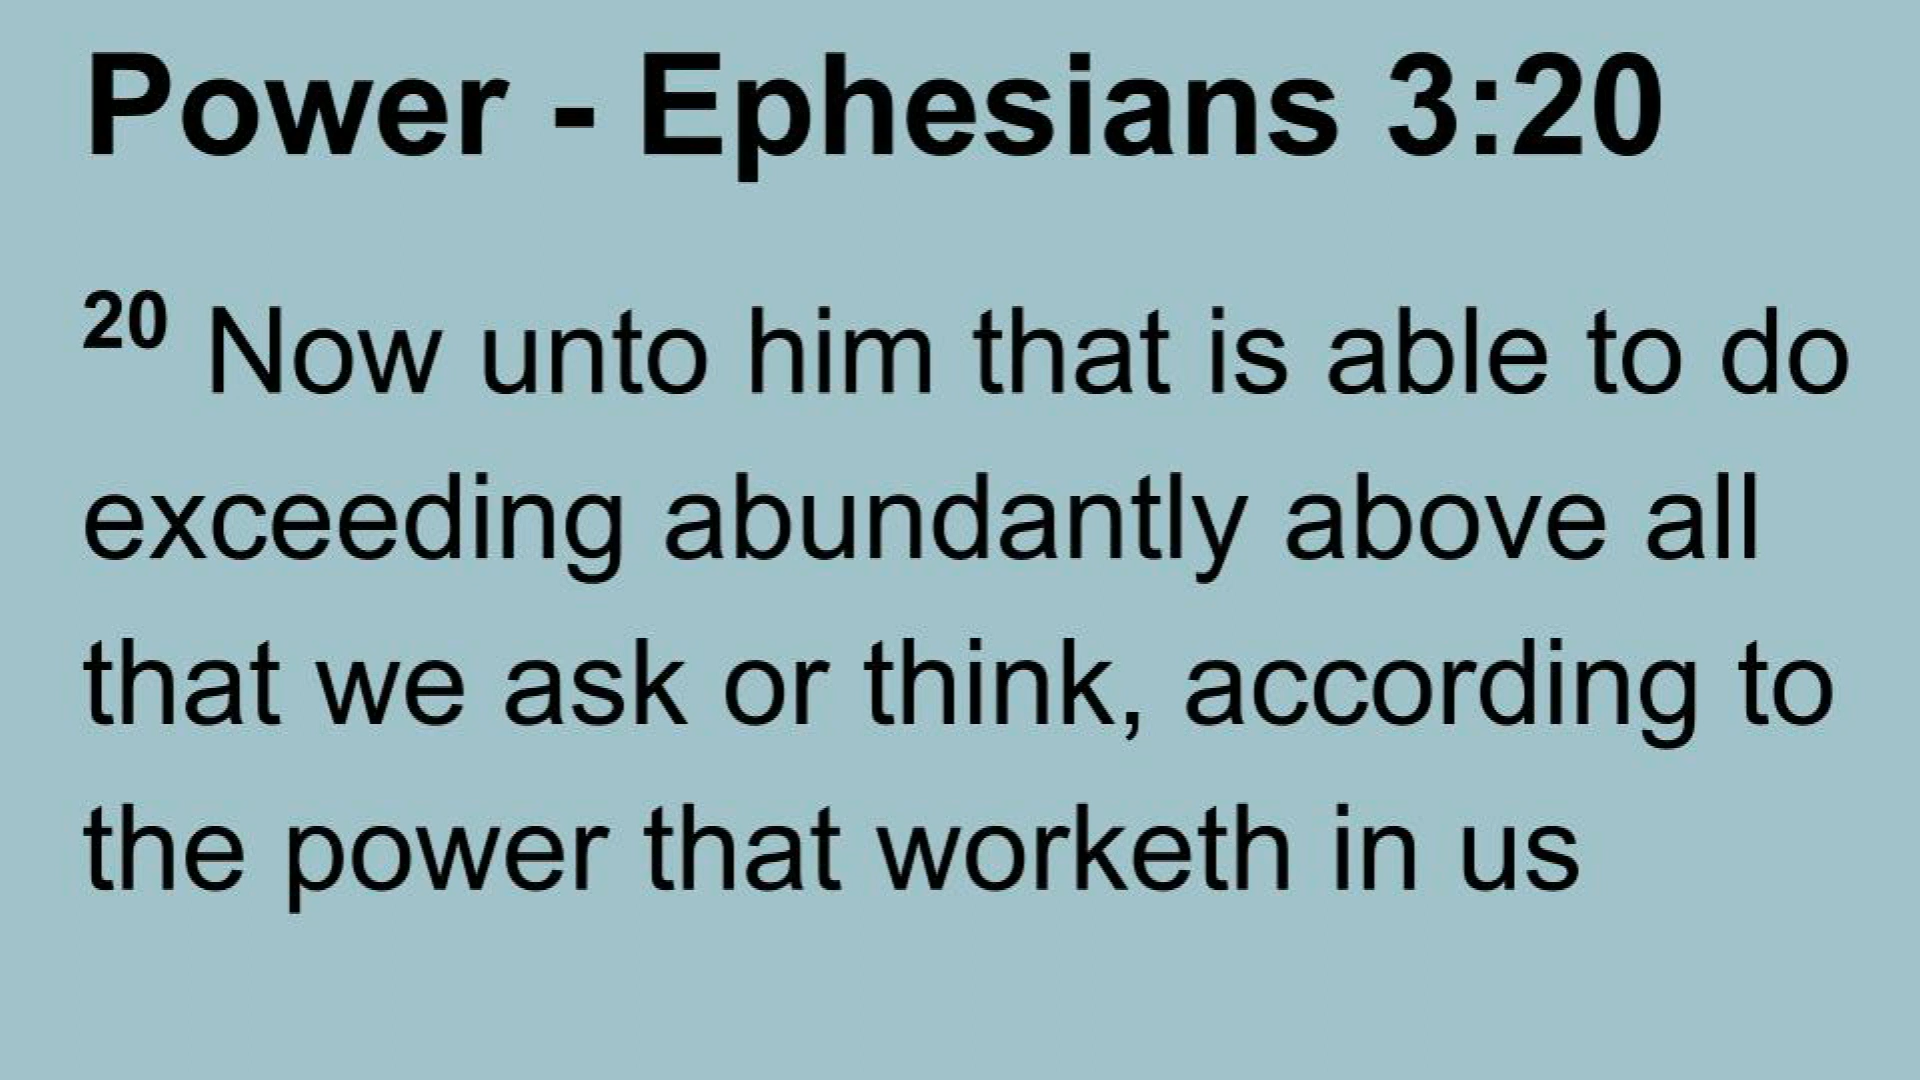 Power - Ephesians 3:20
20 Now unto him that is able to do
exceeding abundantly above all
that we ask or think, according to
the power that worketh in us